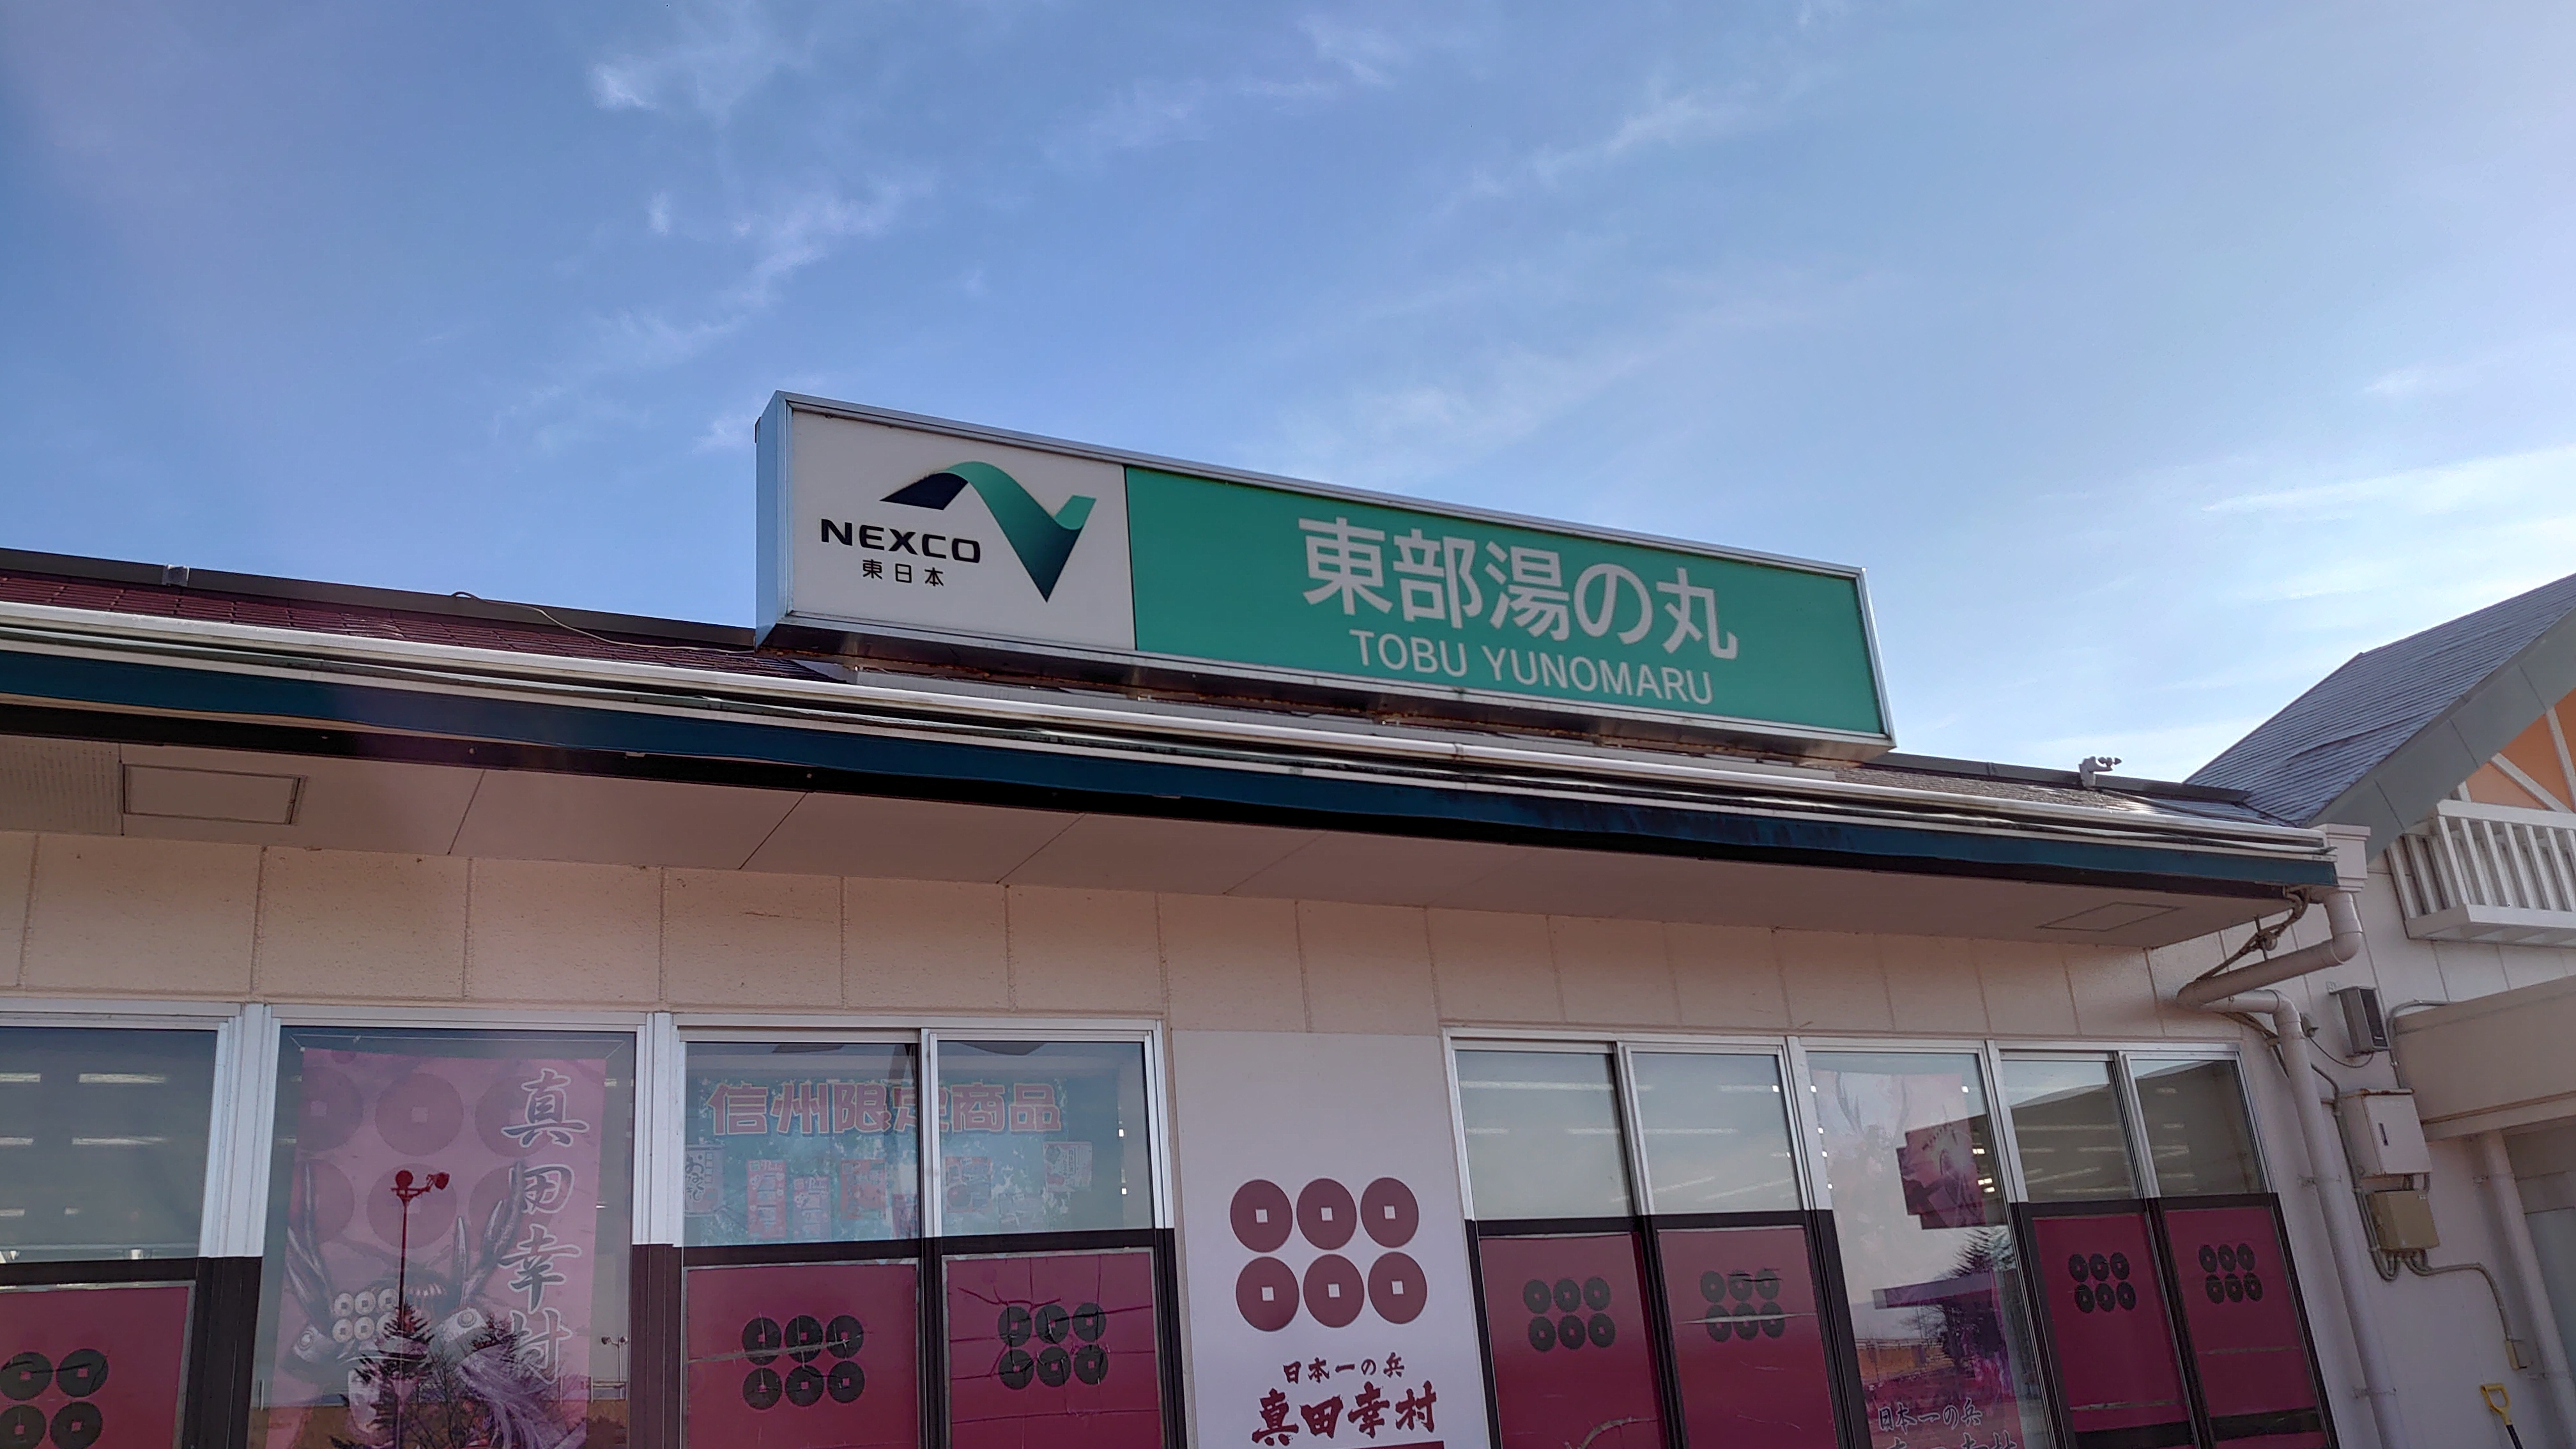 NEXCO
東日本
東部湯の丸
TOBU YUNOMARU
真田幸村
信州限定商品
日本一の兵
真田幸村
日本一の兵